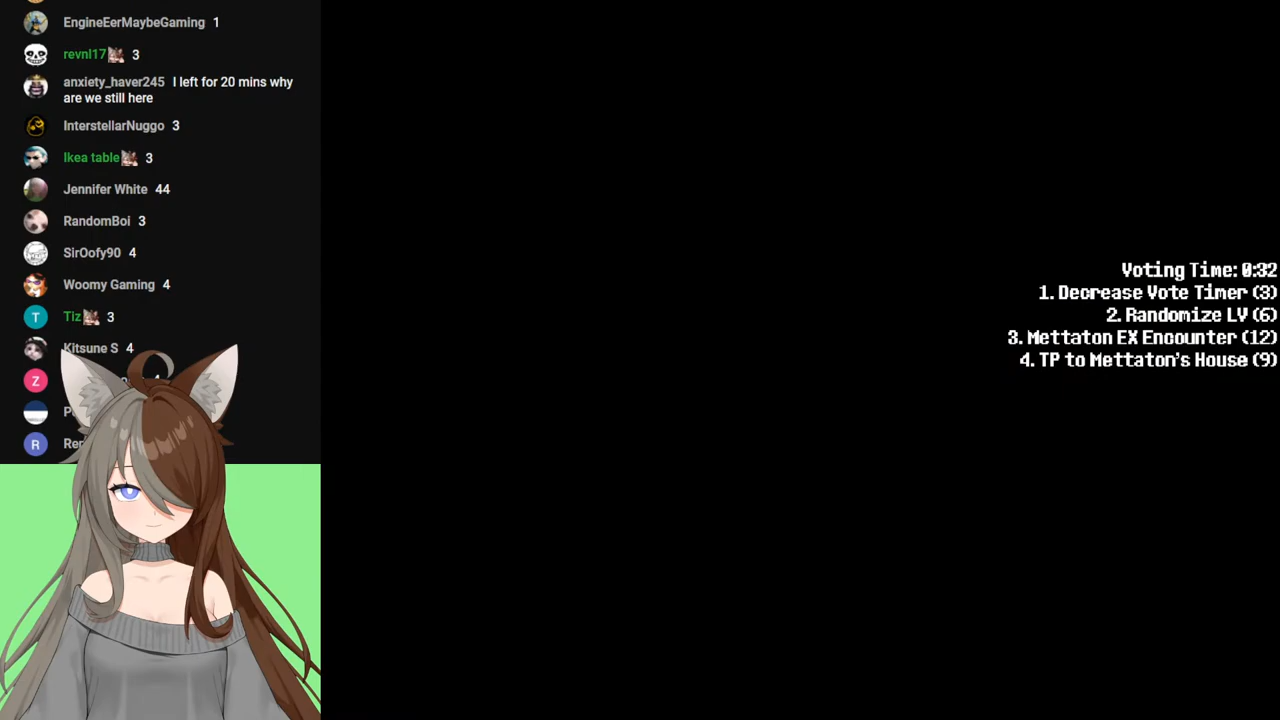 EngineEerMaybeGaming 1
revnl17 3
anxiety_haver245 I left for 20 mins why
are we still here
InterstellarNuggo 3
Ikea table 3
Jennifer White 44
RandomBoi 3
SirOofy90 4
Woomy Gaming 4
T Tiz 3
Kitsune S 4
Z
R
Voting Time: 0:32
1. Decrease Vote Timer (3)
2. Randomize LV (6)
3. Mettaton EX Encounter (12)
4. TP to Mettaton's House (9)